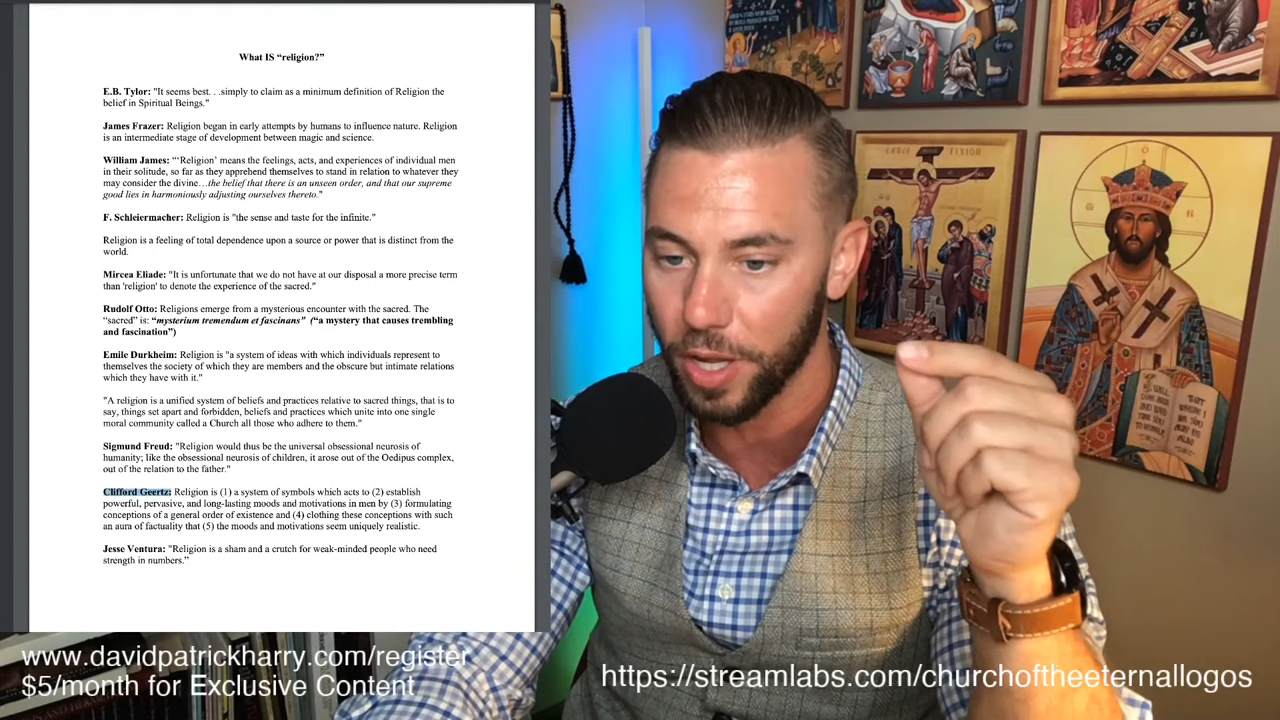 What IS “religion?”
E.B. Tylor: "It seems best. . .simply to claim as a minimum definition of Religion the
belief in Spiritual Beings."
James Frazer: Religion began in early attempts by humans to influence nature. Religion
is an intermediate stage of development between magic and science.
William James: “‘Religion’ means the feelings, acts, and experiences of individual men
in their solitude, so far as they apprehend themselves to stand in relation to whatever they
may consider the divine…the belief that there is an unseen order, and that our supreme
good lies in harmoniously adjusting ourselves thereto."
F. Schleiermacher: Religion is "the sense and taste for the infinite."
Religion is a feeling of total dependence upon a source or power that is distinct from the
world.
Mircea Eliade: "It is unfortunate that we do not have at our disposal a more precise term
than 'religion' to denote the experience of the sacred."
Rudolf Otto: Religions emerge from a mysterious encounter with the sacred. The
“sacred” is: “mysterium tremendum et fascinans” (“a mystery that causes trembling
and fascination”)
Emile Durkheim: Religion is "a system of ideas with which individuals represent to
themselves the society of which they are members and the obscure but intimate relations
which they have with it."
"A religion is a unified system of beliefs and practices relative to sacred things, that is to
say, things set apart and forbidden, beliefs and practices which unite into one single
moral community called a Church all those who adhere to them."
Sigmund Freud: "Religion would thus be the universal obsessional neurosis of
humanity; like the obsessional neurosis of children, it arose out of the Oedipus complex,
out of the relation to the father."
Clifford Geertz: Religion is (1) a system of symbols which acts to (2) establish
powerful, pervasive, and long-lasting moods and motivations in men by (3) formulating
conceptions of a general order of existence and (4) clothing these conceptions with such
an aura of factuality that (5) the moods and motivations seem uniquely realistic.
Jesse Ventura: "Religion is a sham and a crutch for weak-minded people who need
strength in numbers.”
www.davidpatrickharry.com/register
$5/month for Exclusive Content
https://streamlabs.com/churchoftheeternallogos